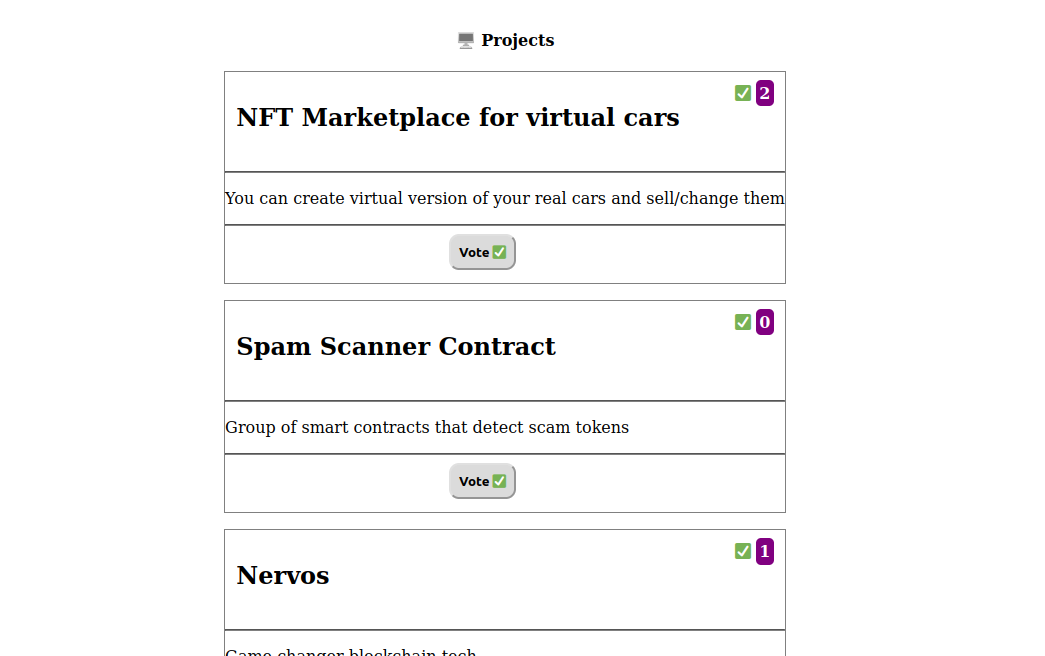 🖥️ Projects
✅ 2
NFT Marketplace for virtual cars
You can create virtual version of your real cars and sell/change them
Vote ✅
✅ 0
Spam Scanner Contract
Group of smart contracts that detect scam tokens
Vote ✅
✅ 1
Nervos
Game changer blockchain tech